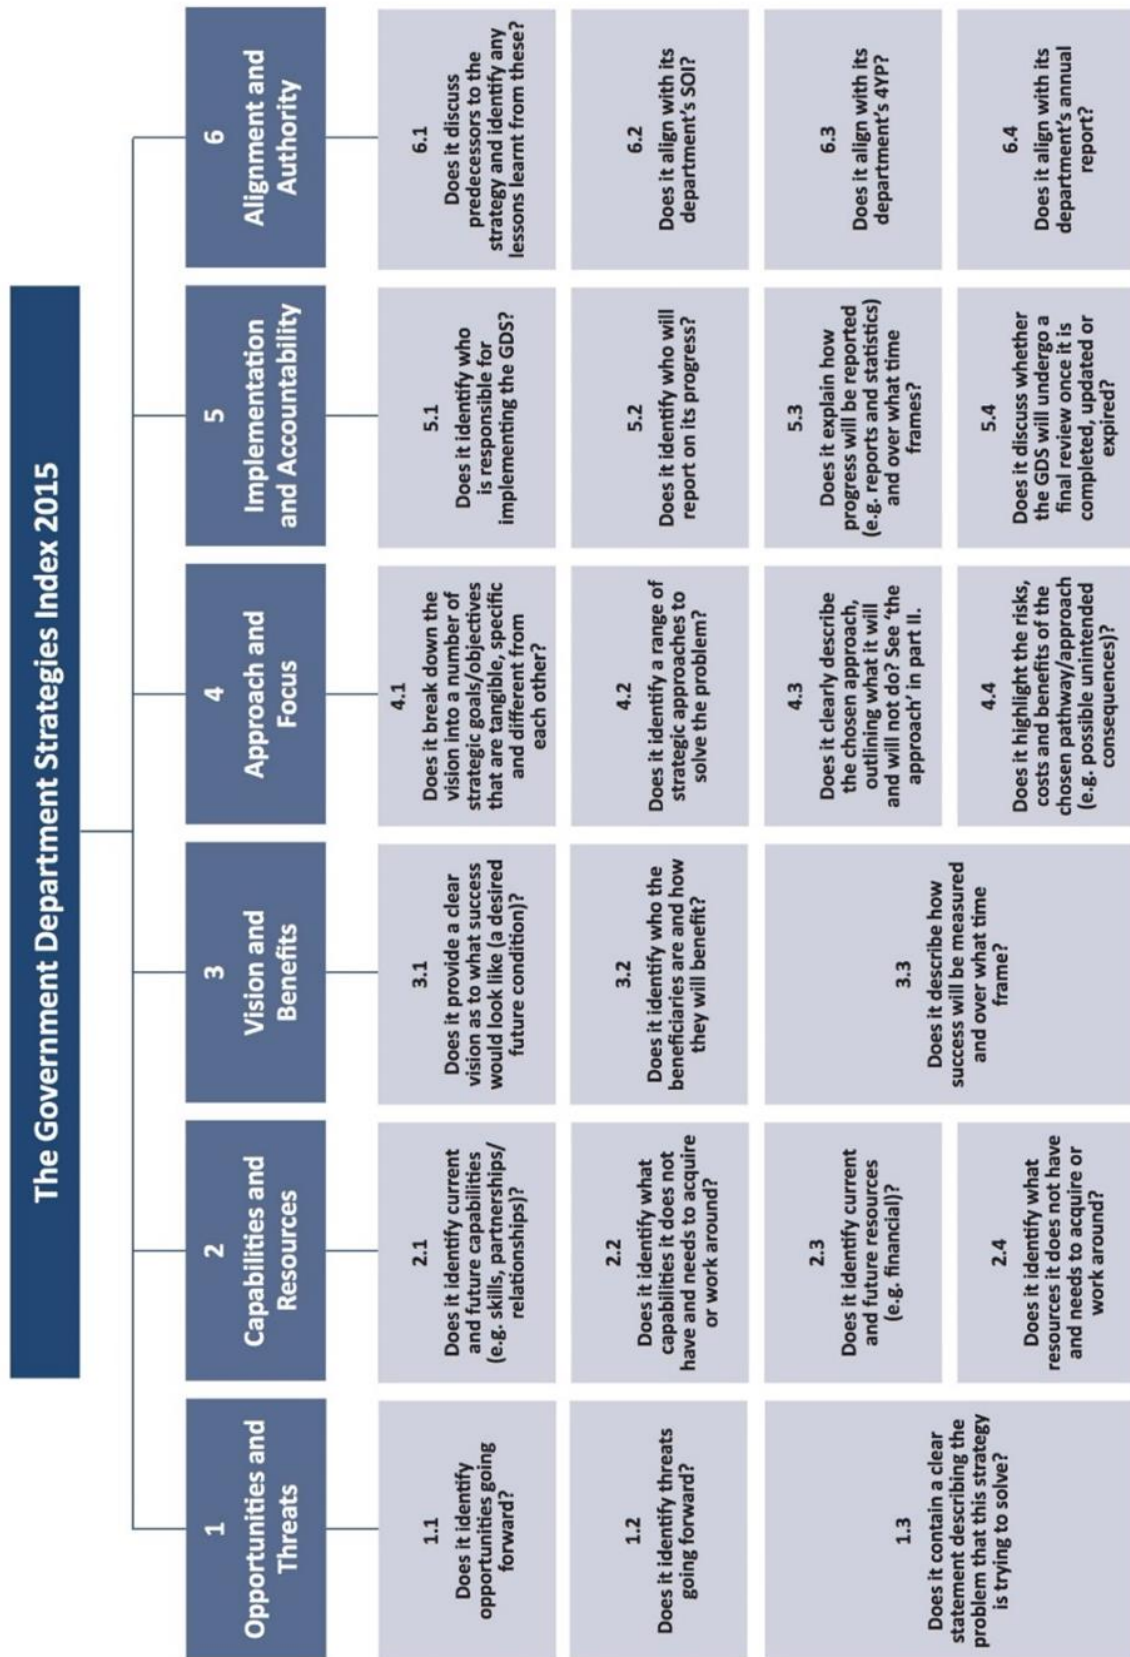 The Government Department Strategies Index 2015
1
Opportunities and
Threats
1.1
Does it identify
opportunities going
forward?
1.2
Does it identify threats
going forward?
1.3
Does it contain a clear
statement describing the
problem that this strategy
is trying to solve?
2
Capabilities and
Resources
2.1
Does it identify current
and future capabilities
(e.g. skills, partnerships/
relationships)?
2.2
Does it identify what
capabilities it does not
have and needs to acquire
or work around?
2.3
Does it identify current
and future resources
(e.g. financial)?
2.4
Does it identify what
resources it does not have
and needs to acquire or
work around?
3
Vision and
Benefits
3.1
Does it provide a clear
vision as to what success
would look like (a desired
future condition)?
3.2
Does it identify who the
beneficiaries are and how
they will benefit?
3.3
Does it describe how
success will be measured
and over what time
frame?
4
Approach and
Focus
4.1
Does it break down the
vision into a number of
strategic goals/objectives
that are tangible, specific
and different from
each other?
4.2
Does it identify a range of
strategic approaches to
solve the problem?
4.3
Does it clearly describe
the chosen approach,
outlining what it will
and will not do? See ‘the
approach’ in part II.
4.4
Does it highlight the risks,
costs and benefits of the
chosen pathway/approach
(e.g. possible unintended
consequences)?
5
Implementation
and Accountability
5.1
Does it identify who
is responsible for
implementing the GDS?
5.2
Does it identify who will
report on its progress?
5.3
Does it explain how
progress will be reported
(e.g. reports and statistics)
and over what time
frames?
5.4
Does it discuss whether
the GDS will undergo a
final review once it is
completed, updated or
expired?
6
Alignment and
Authority
6.1
Does it discuss
predecessors to the
strategy and identify any
lessons learnt from these?
6.2
Does it align with its
department’s SOI?
6.3
Does it align with its
department’s 4YP?
6.4
Does it align with its
department’s annual
report?